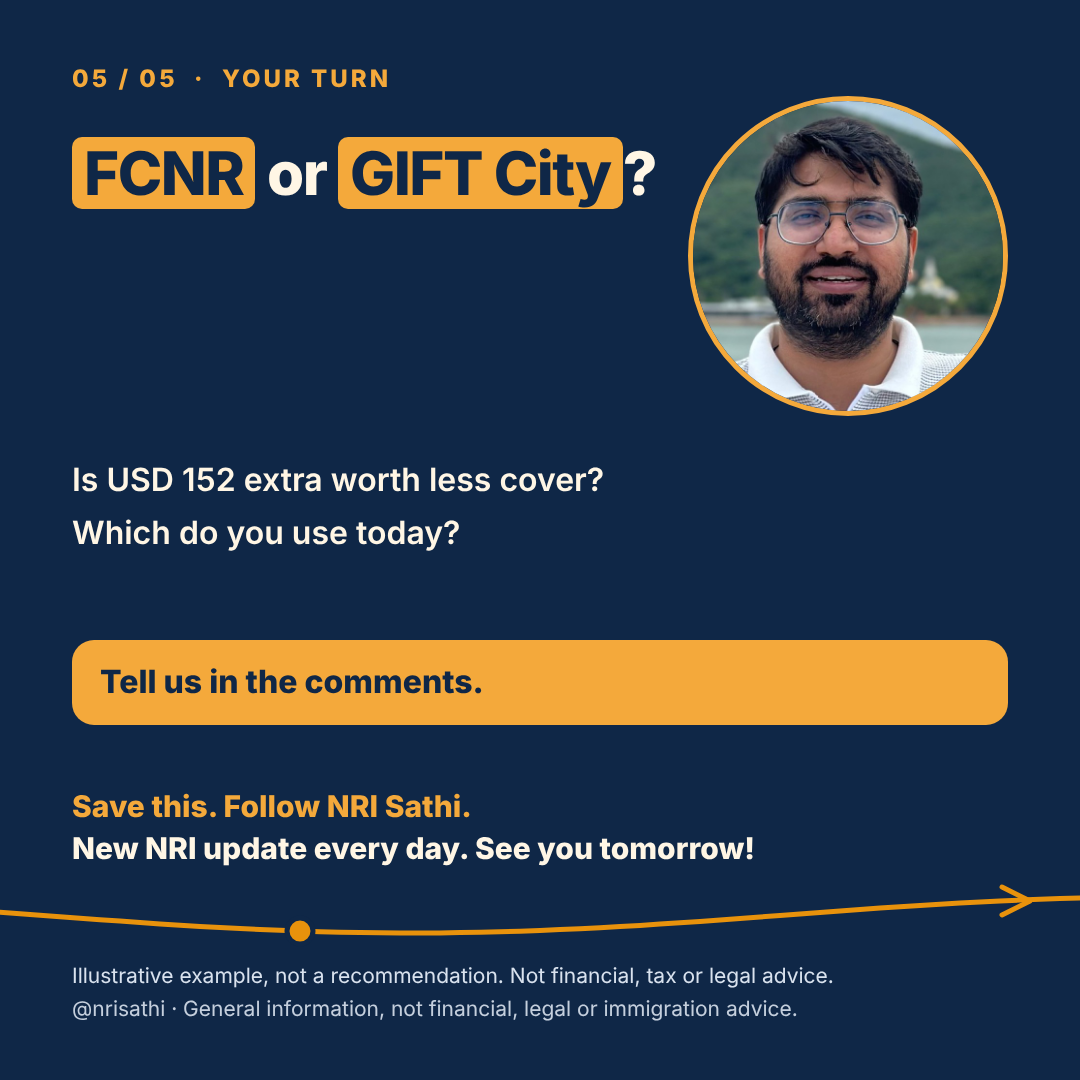 05 / 05 · YOUR TURN
FCNR or GIFT City?
Is USD 152 extra worth less cover?
Which do you use today?
Tell us in the comments.
Save this. Follow NRI Sathi.
New NRI update every day. See you tomorrow!
Illustrative example, not a recommendation. Not financial, tax or legal advice.
@nrisathi · General information, not financial, legal or immigration advice.